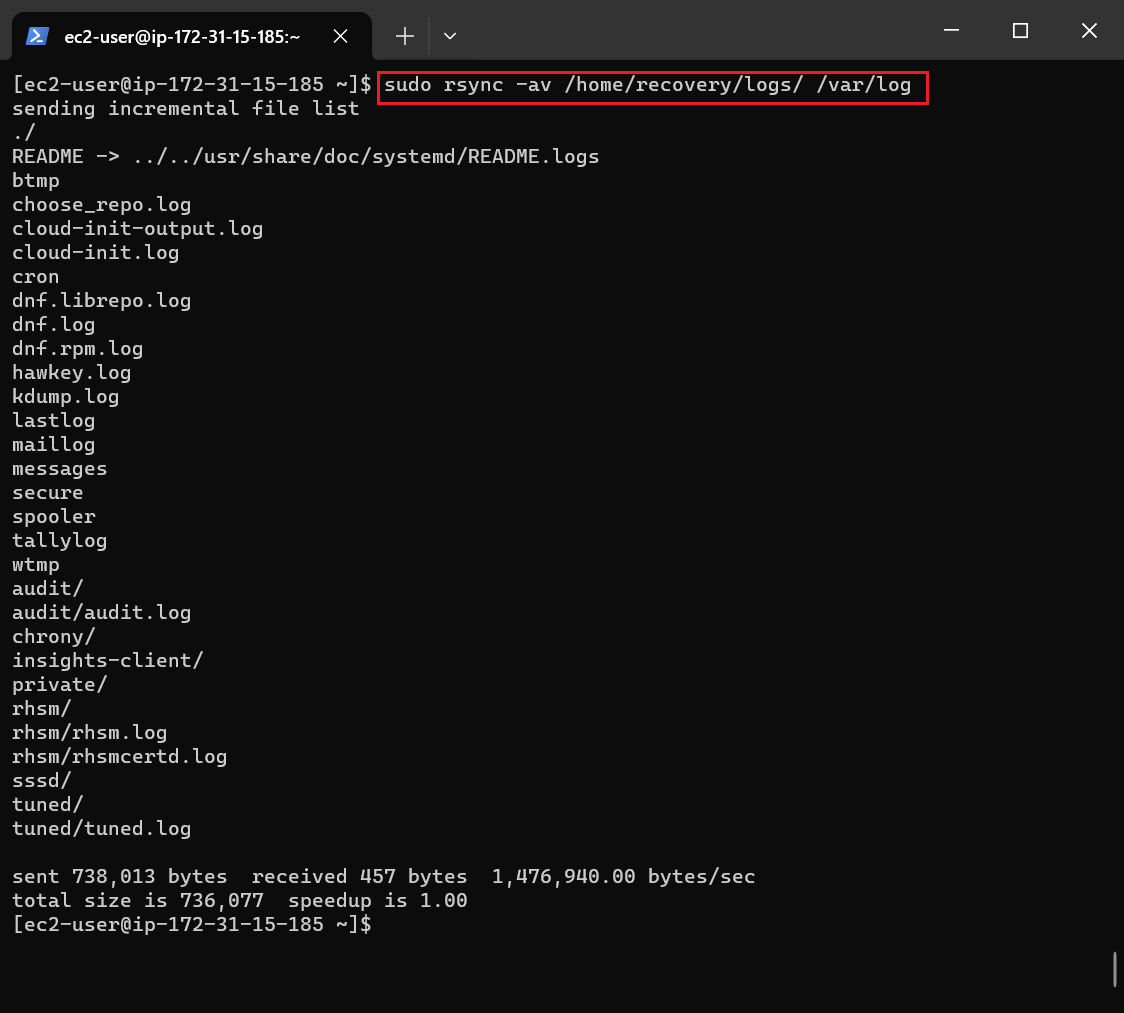 ec2-user@ip-172-31-15-185:~
[ec2-user@ip-172-31-15-185 ~]$ sudo rsync -av /home/recovery/logs/ /var/log
sending incremental file list
./
README -> ../../usr/share/doc/systemd/README.logs
btmp
choose_repo.log
cloud-init-output.log
cloud-init.log
cron
dnf.librepo.log
dnf.log
dnf.rpm.log
hawkey.log
kdump.log
lastlog
maillog
messages
secure
spooler
tallylog
wtmp
audit/
audit/audit.log
chrony/
insights-client/
private/
rhsm/
rhsm/rhsm.log
rhsm/rhsmcertd.log
sssd/
tuned/
tuned/tuned.log
sent 738,013 bytes  received 457 bytes  1,476,940.00 bytes/sec
total size is 736,077  speedup is 1.00
[ec2-user@ip-172-31-15-185 ~]$